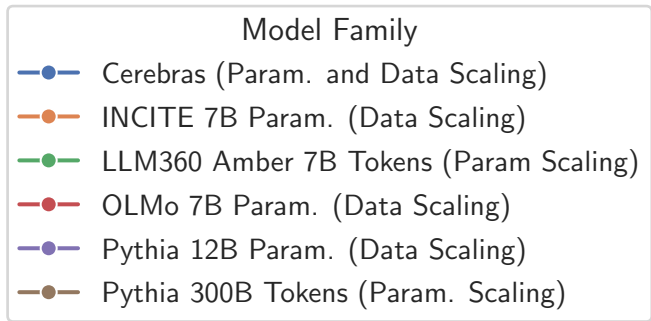 Model Family
Cerebras (Param. and Data Scaling)
INCITE 7B Param. (Data Scaling)
LLM360 Amber 7B Tokens (Param Scaling)
OLMo 7B Param. (Data Scaling)
Pythia 12B Param. (Data Scaling)
Pythia 300B Tokens (Param. Scaling)